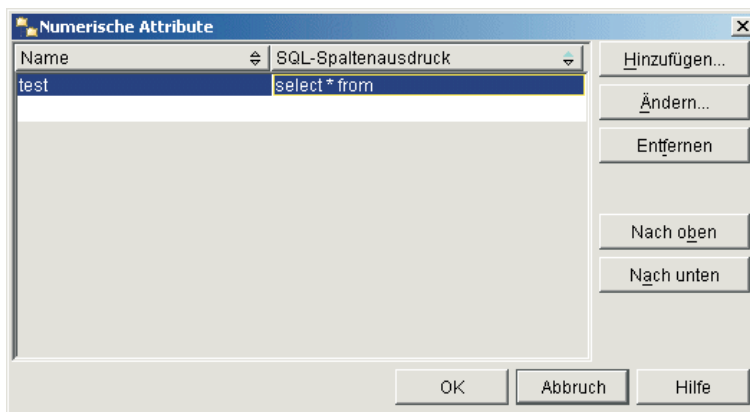 Numerische Attribute
Name SQL-Spaltenausdruck
test select * from
Hinzufügen...
Ändern...
Entfernen
Nach oben
Nach unten
OK Abbruch Hilfe